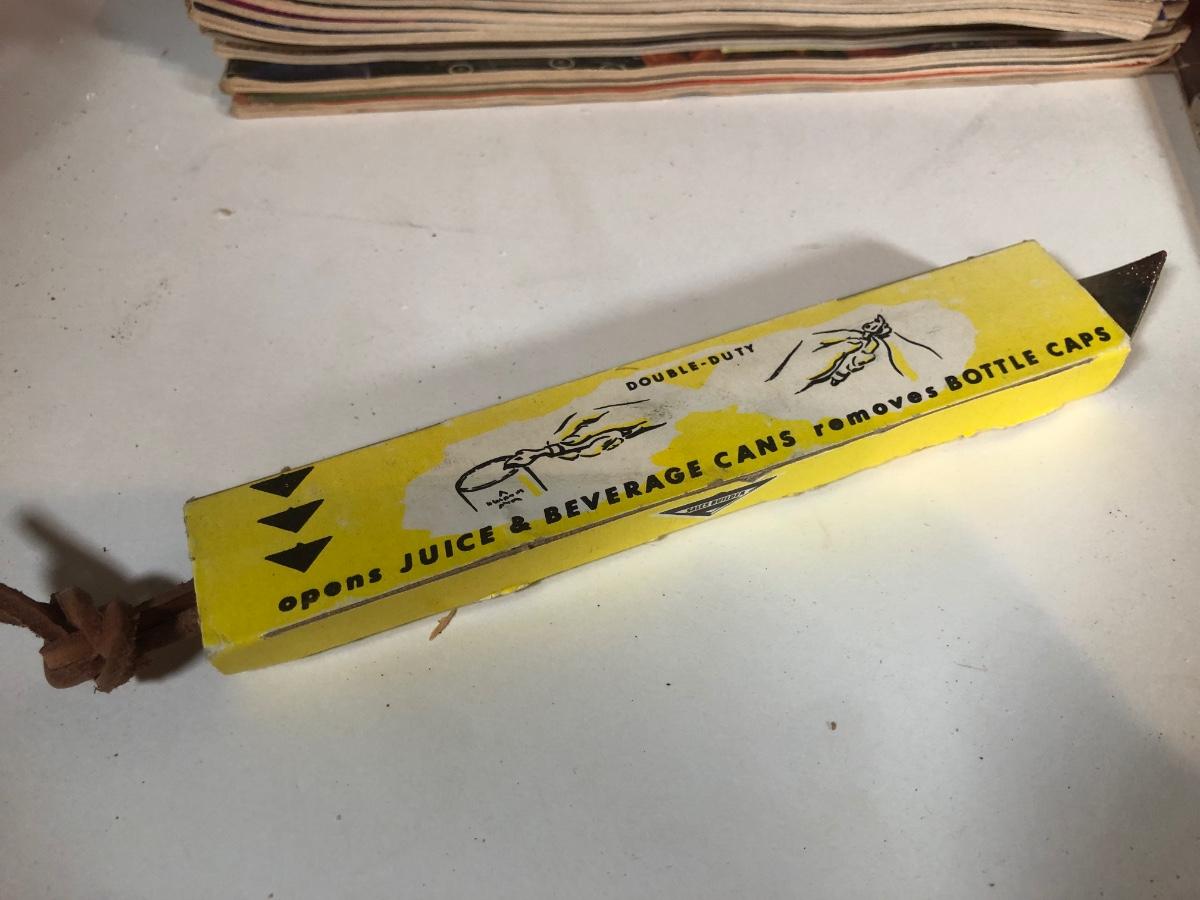 DOUBLE-DUTY
opens JUICE & BEVERAGE CANS removes BOTTLE CAPS